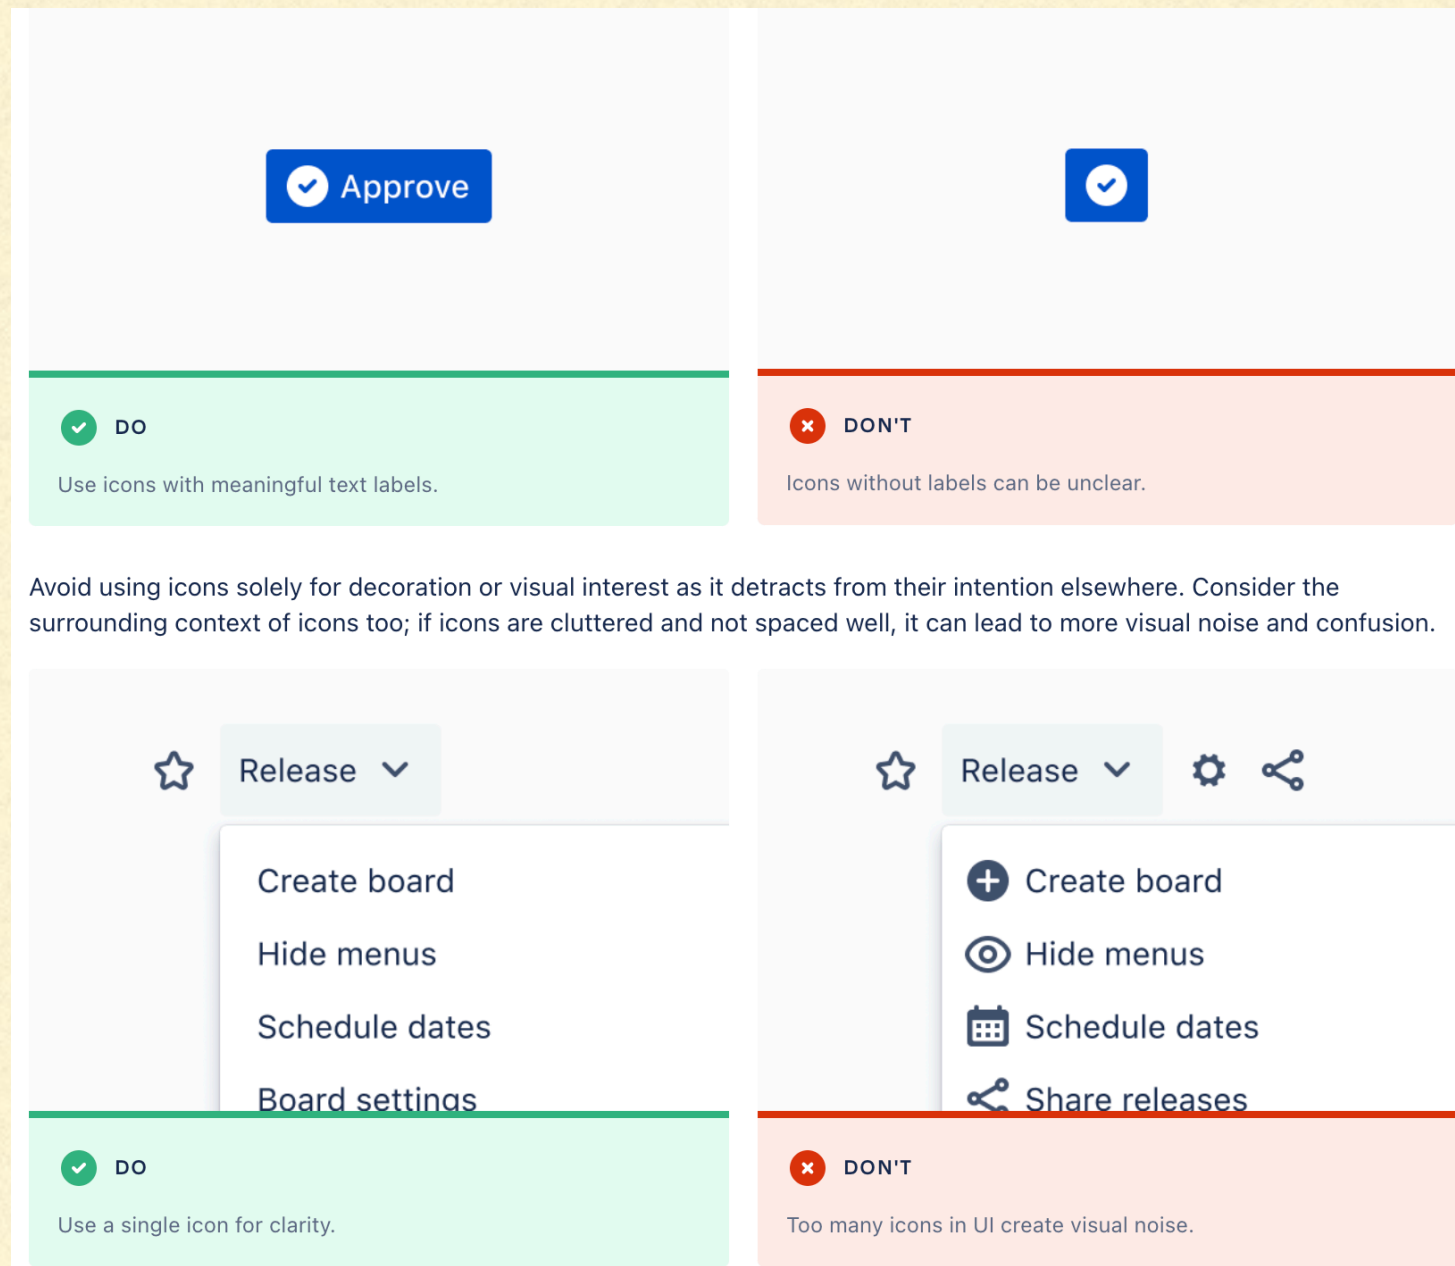 Approve
DO
Use icons with meaningful text labels.
DON'T
Icons without labels can be unclear.
Avoid using icons solely for decoration or visual interest as it detracts from their intention elsewhere. Consider the
surrounding context of icons too; if icons are cluttered and not spaced well, it can lead to more visual noise and confusion.
Release
Create board
Hide menus
Schedule dates
Board settings
DO
Use a single icon for clarity.
Release
Create board
Hide menus
Schedule dates
Share releases
DON'T
Too many icons in UI create visual noise.